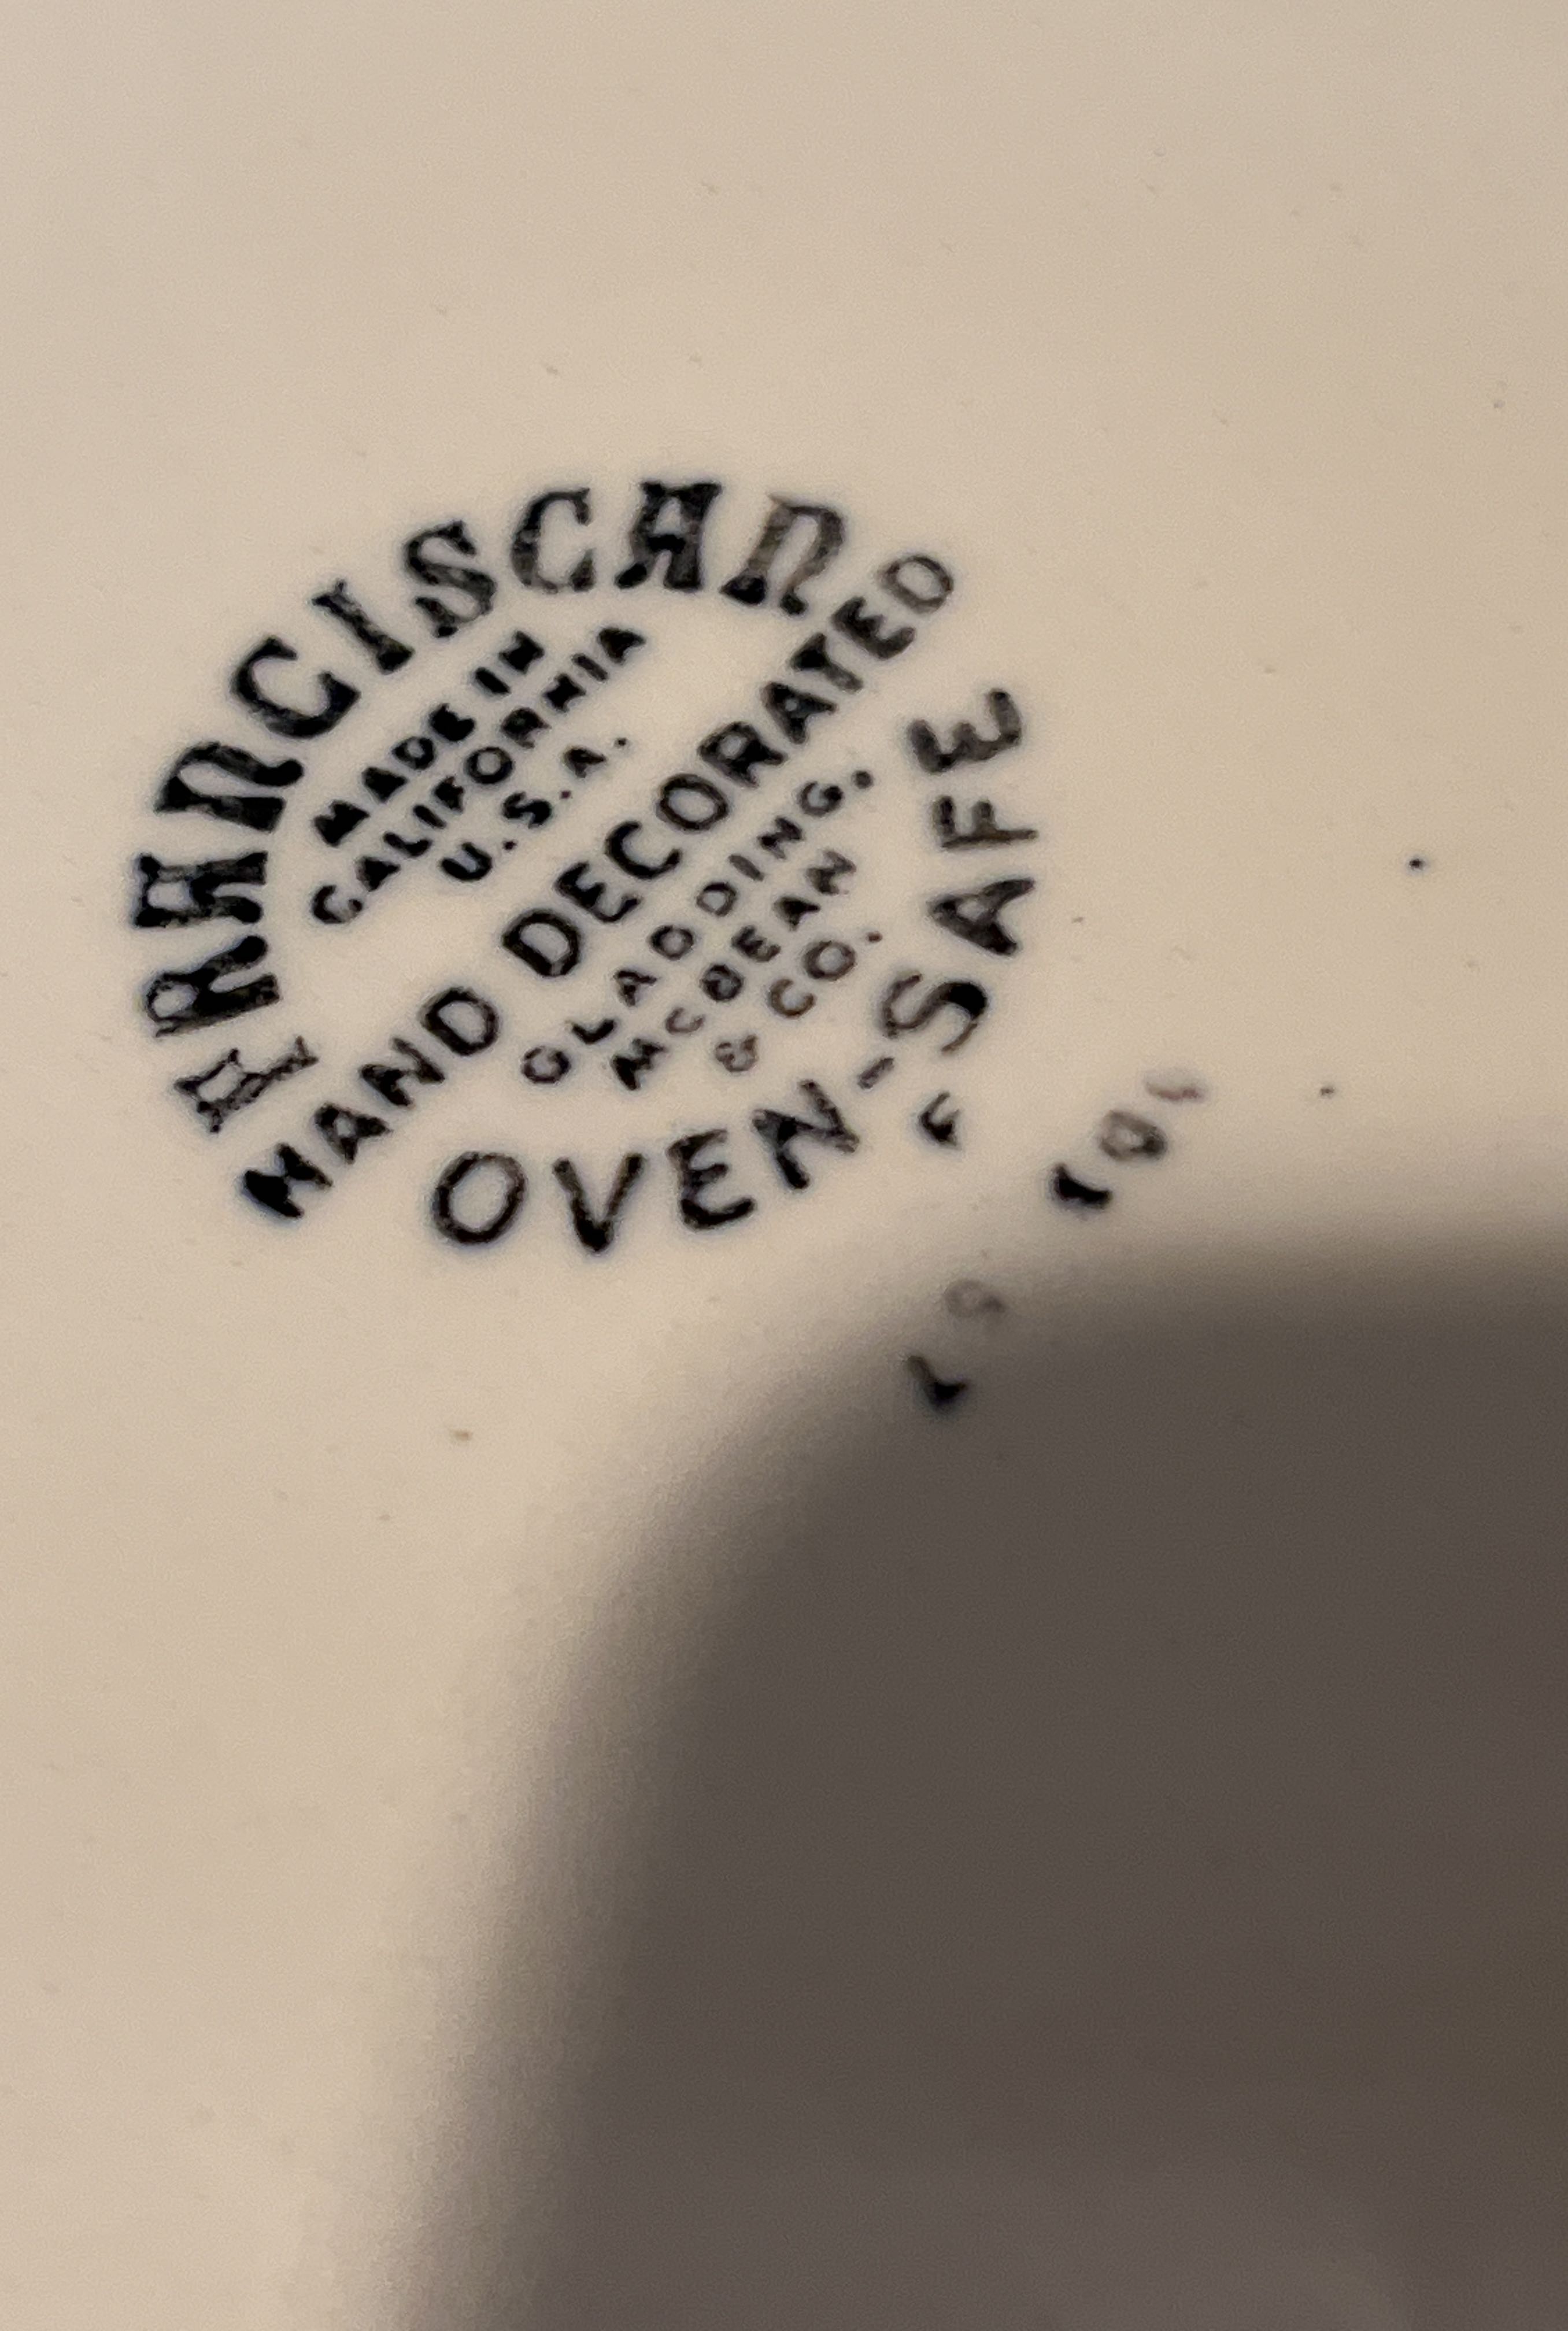 FRANCISCAN
MADE IN
CALIFORNIA
U.S.A.
HAND DECORATED
GLADDING,
McBEAN
& CO.
OVEN-SAFE